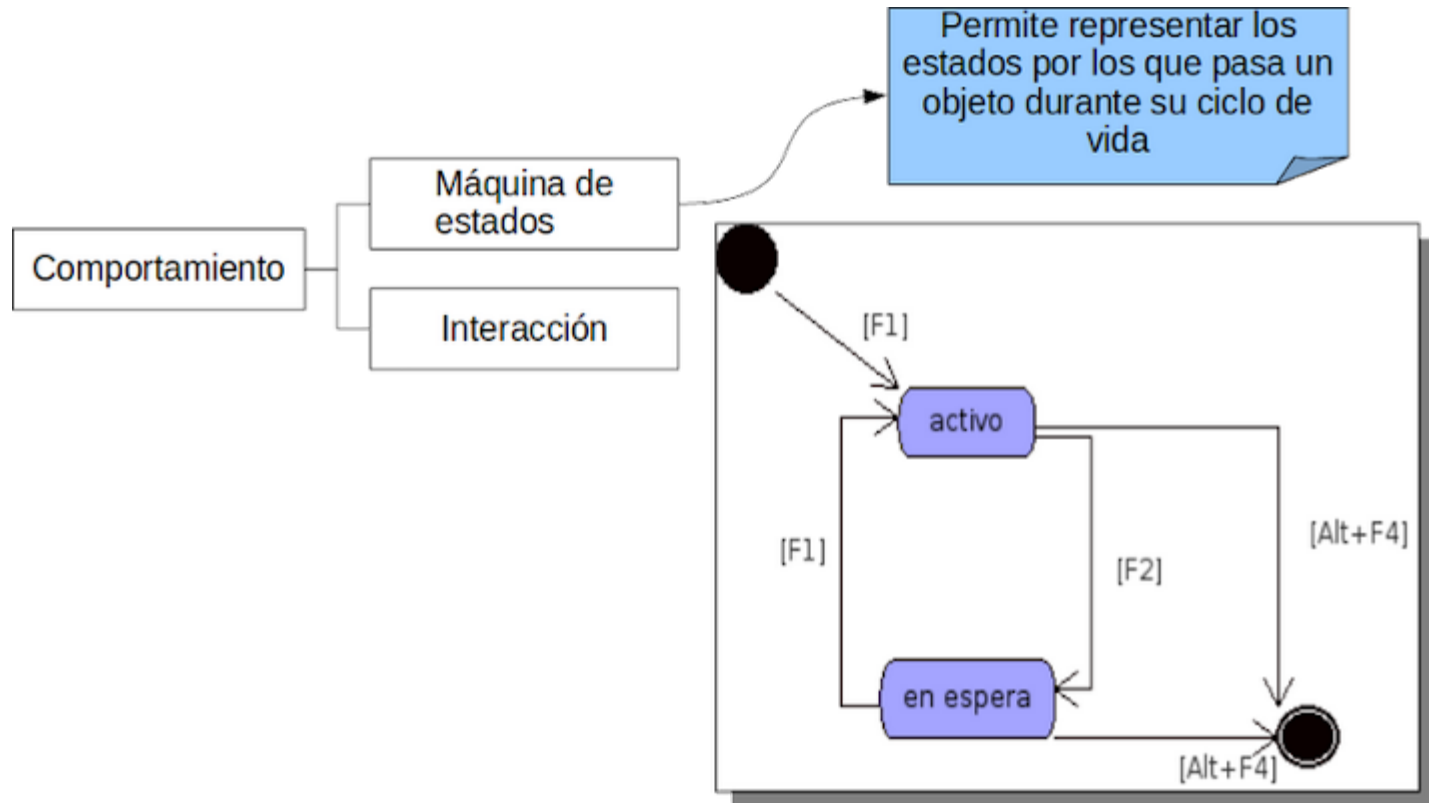 Permite representar los
estados por los que pasa un
objeto durante su ciclo de
vida
Máquina de
estados
Comportamiento
Interacción
[F1]
activo
[Alt+F4]
[F1]
[F2]
en espera
[Alt+F4]